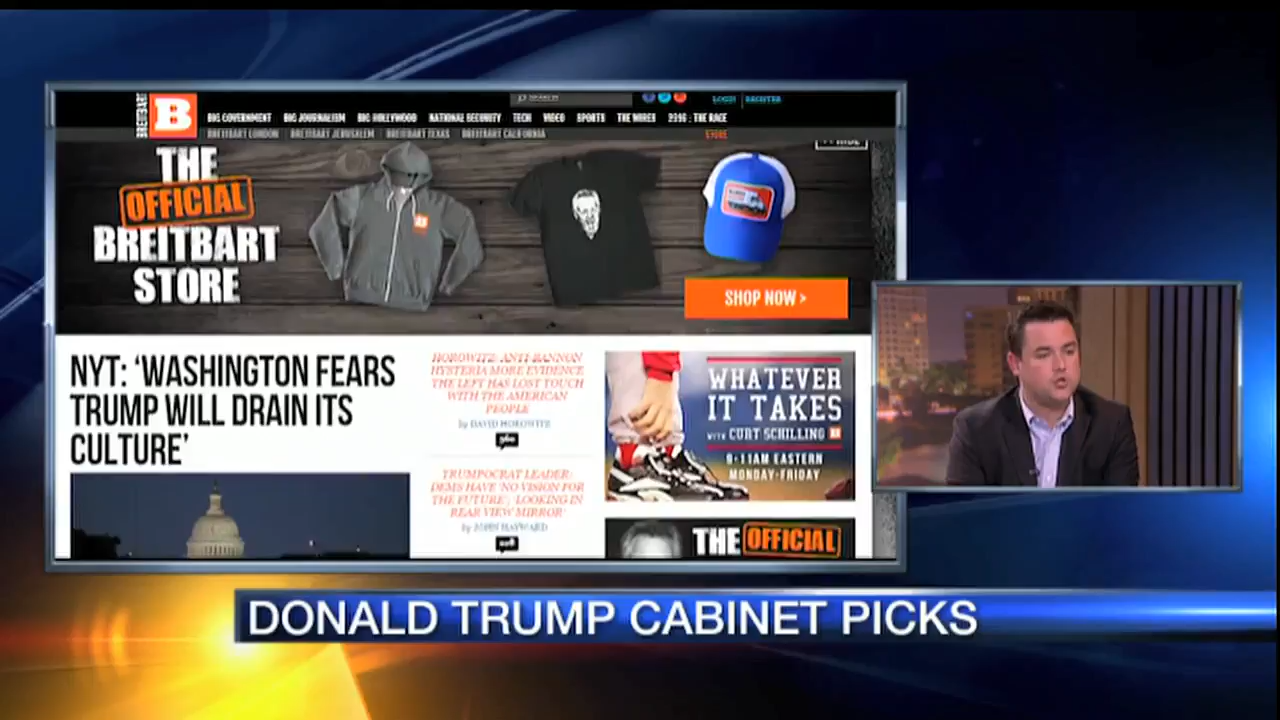 BREITBART
B
SEARCH
LOGIN | REGISTER
BIG GOVERNMENT BIG JOURNALISM BIG HOLLYWOOD NATIONAL SECURITY TECH VIDEO SPORTS THE WIRES 2016: THE RACE
BREITBART LONDON BREITBART JERUSALEM BREITBART TEXAS BREITBART CALIFORNIA
STORE
HIDE
THE
OFFICIAL
BREITBART
STORE
SHOP NOW >
NYT: ‘WASHINGTON FEARS
TRUMP WILL DRAIN ITS
CULTURE’
HOROWITZ: ANTI-BANNON
HYSTERIA MORE EVIDENCE
THE LEFT HAS LOST TOUCH
WITH THE AMERICAN
PEOPLE
by DAVID HOROWITZ
TRUMPOCRAT LEADER:
DEMS HAVE ‘NO VISION FOR
THE FUTURE,’ ‘LOOKING IN
REAR VIEW MIRROR’
by JOHN HAYWARD
WHATEVER
IT TAKES
WITH CURT SCHILLING B
9-11AM EASTERN
MONDAY-FRIDAY
THE OFFICIAL
DONALD TRUMP CABINET PICKS